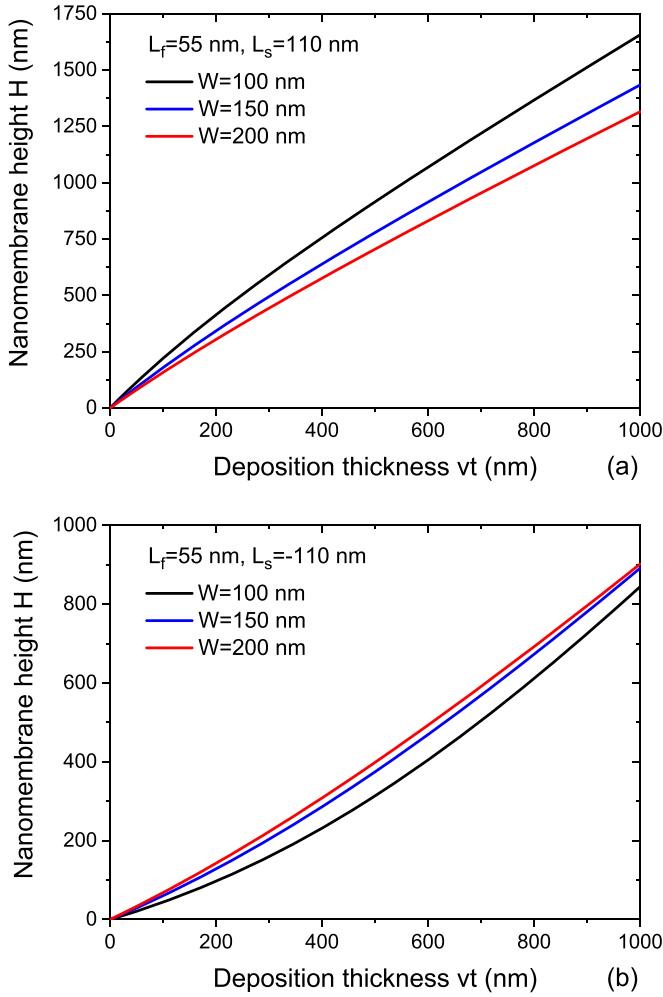 1750
1500
1250
1000
750
500
250
0
Nanomembrane height H (nm)
L_f=55 nm, L_s=110 nm
W=100 nm
W=150 nm
W=200 nm
0 200 400 600 800 1000
Deposition thickness vt (nm) (a)
1000
800
600
400
200
0
Nanomembrane height H (nm)
L_f=55 nm, L_s=-110 nm
W=100 nm
W=150 nm
W=200 nm
0 200 400 600 800 1000
Deposition thickness vt (nm) (b)